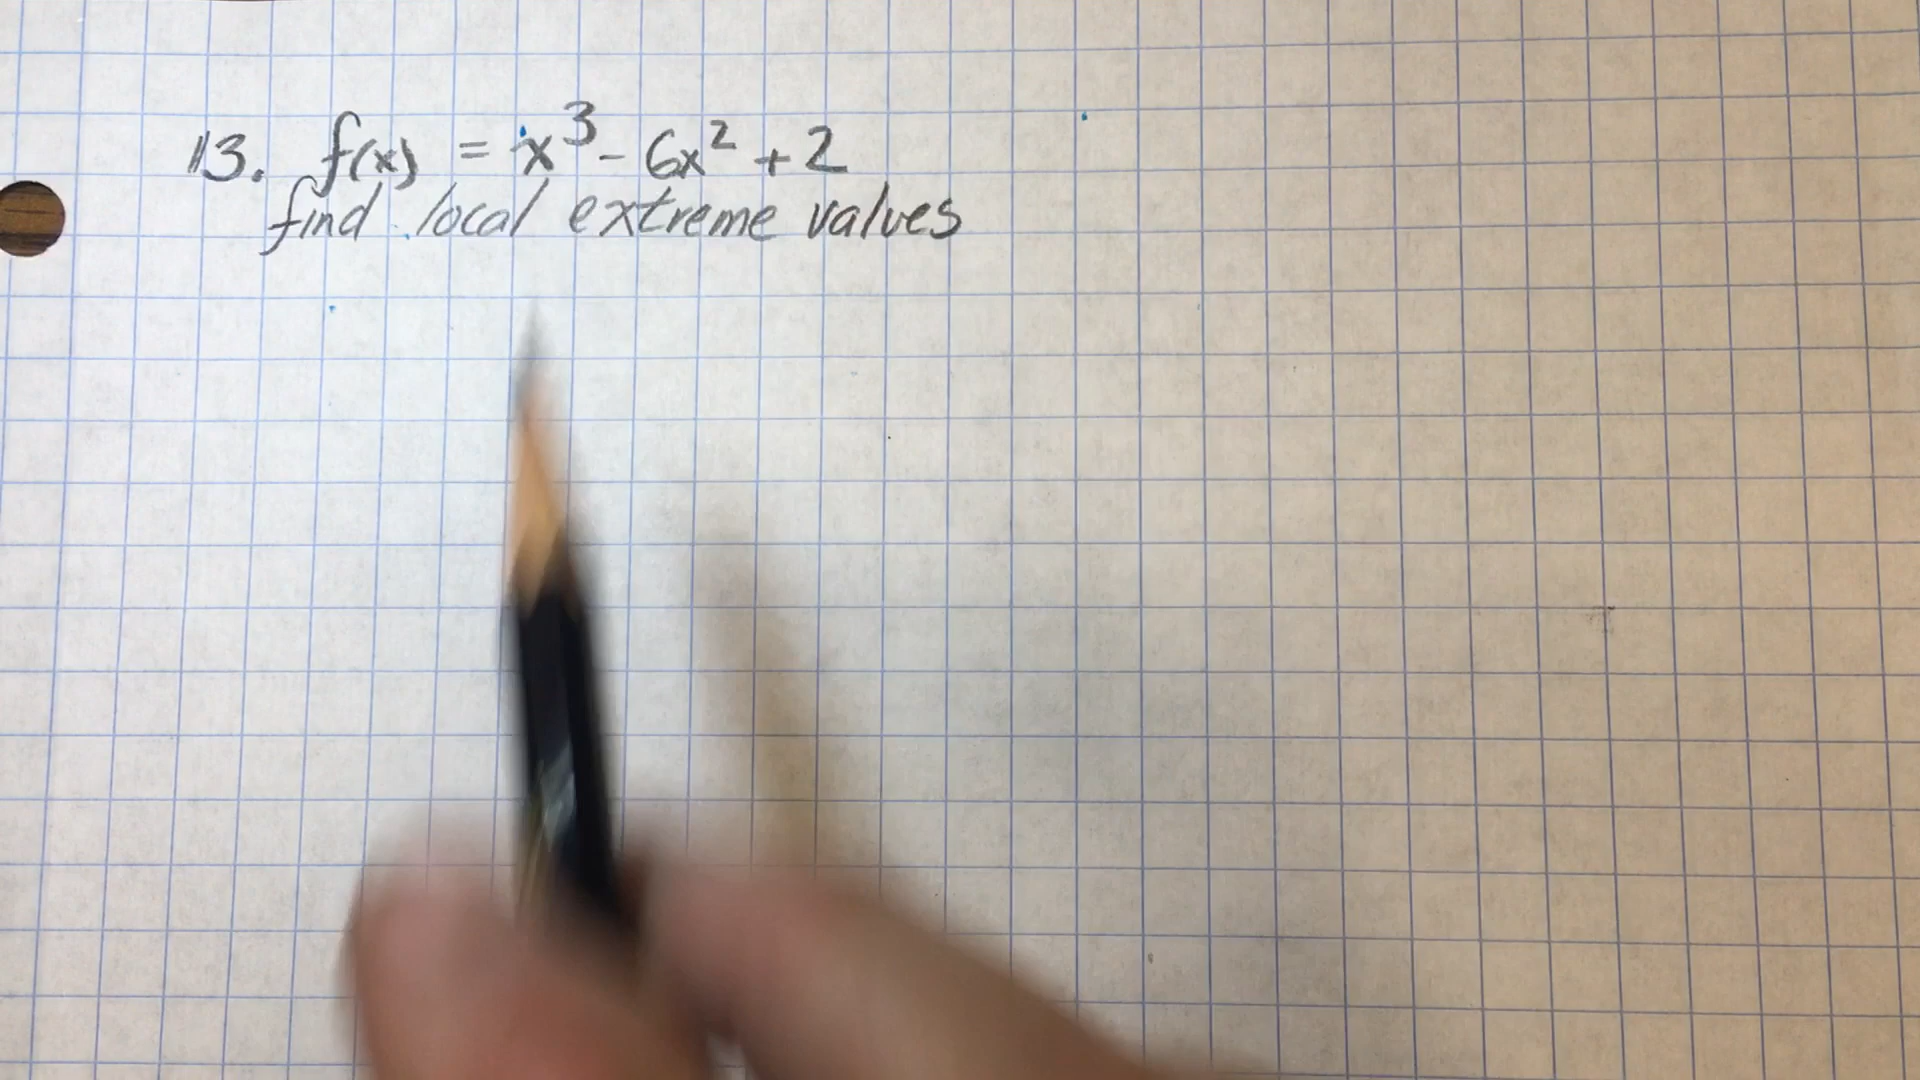 13. f(x) = x³ - 6x² + 2
find local extreme values